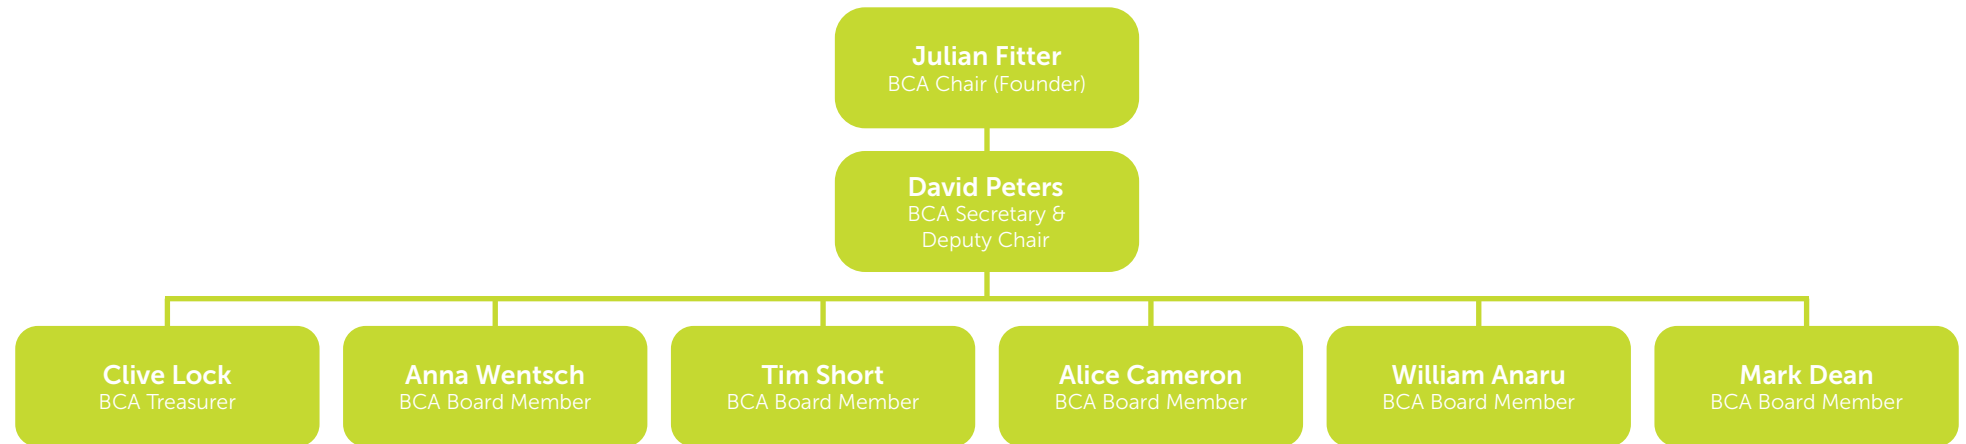 Julian Fitter
BCA Chair (Founder)
David Peters
BCA Secretary &
Deputy Chair
Clive Lock
BCA Treasurer
Anna Wentsch
BCA Board Member
Tim Short
BCA Board Member
Alice Cameron
BCA Board Member
William Anaru
BCA Board Member
Mark Dean
BCA Board Member